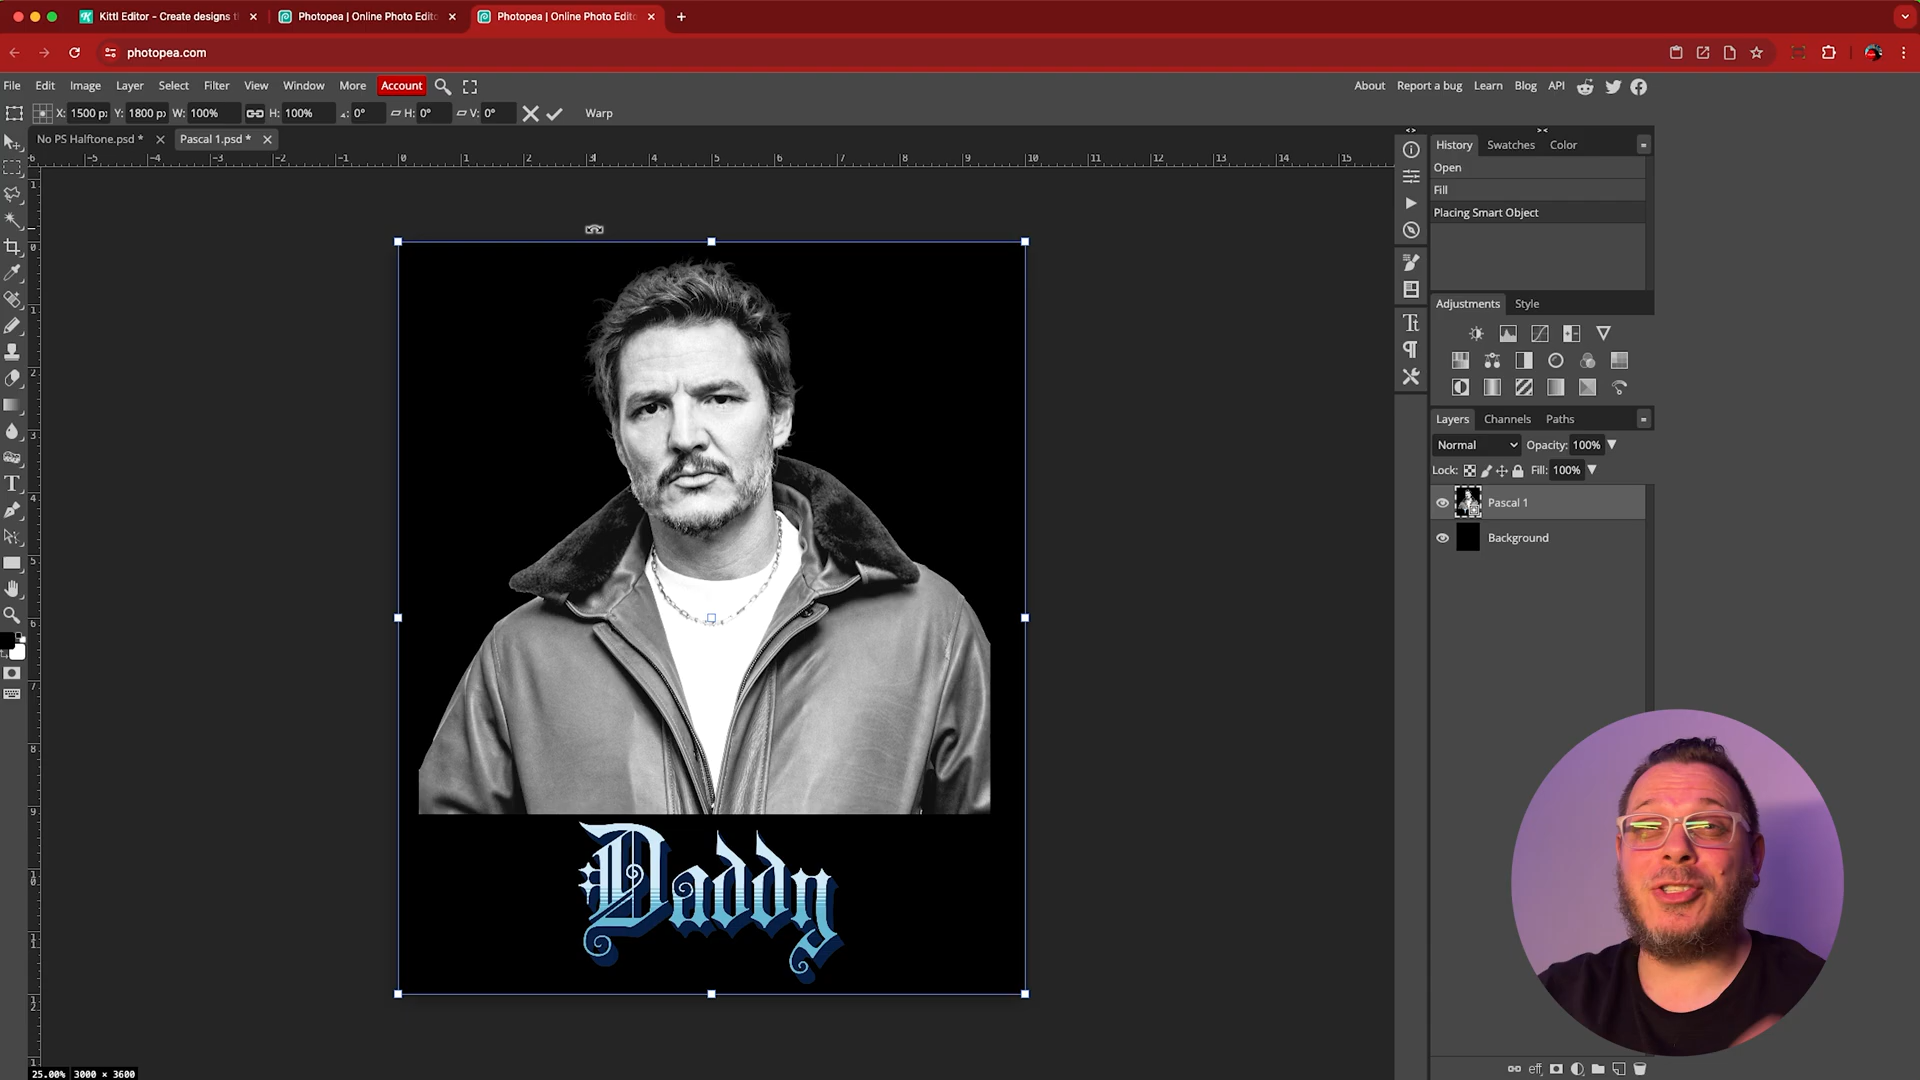 Kittl Editor - Create designs t
Photopea | Online Photo Edito
Photopea | Online Photo Edito
photopea.com
File Edit Image Layer Select Filter View Window More Account
About Report a bug Learn Blog API
X: 1500 p: Y: 1800 p: W: 100% H: 100% 0° H: 0° V: 0° Warp
No PS Halftone.psd * Pascal 1.psd *
History Swatches Color
Open
Fill
Placing Smart Object
Adjustments Style
Layers Channels Paths
Normal Opacity: 100%
Lock: Fill: 100%
Pascal 1
Background
Daddy
eff
25.00% 3000 × 3600